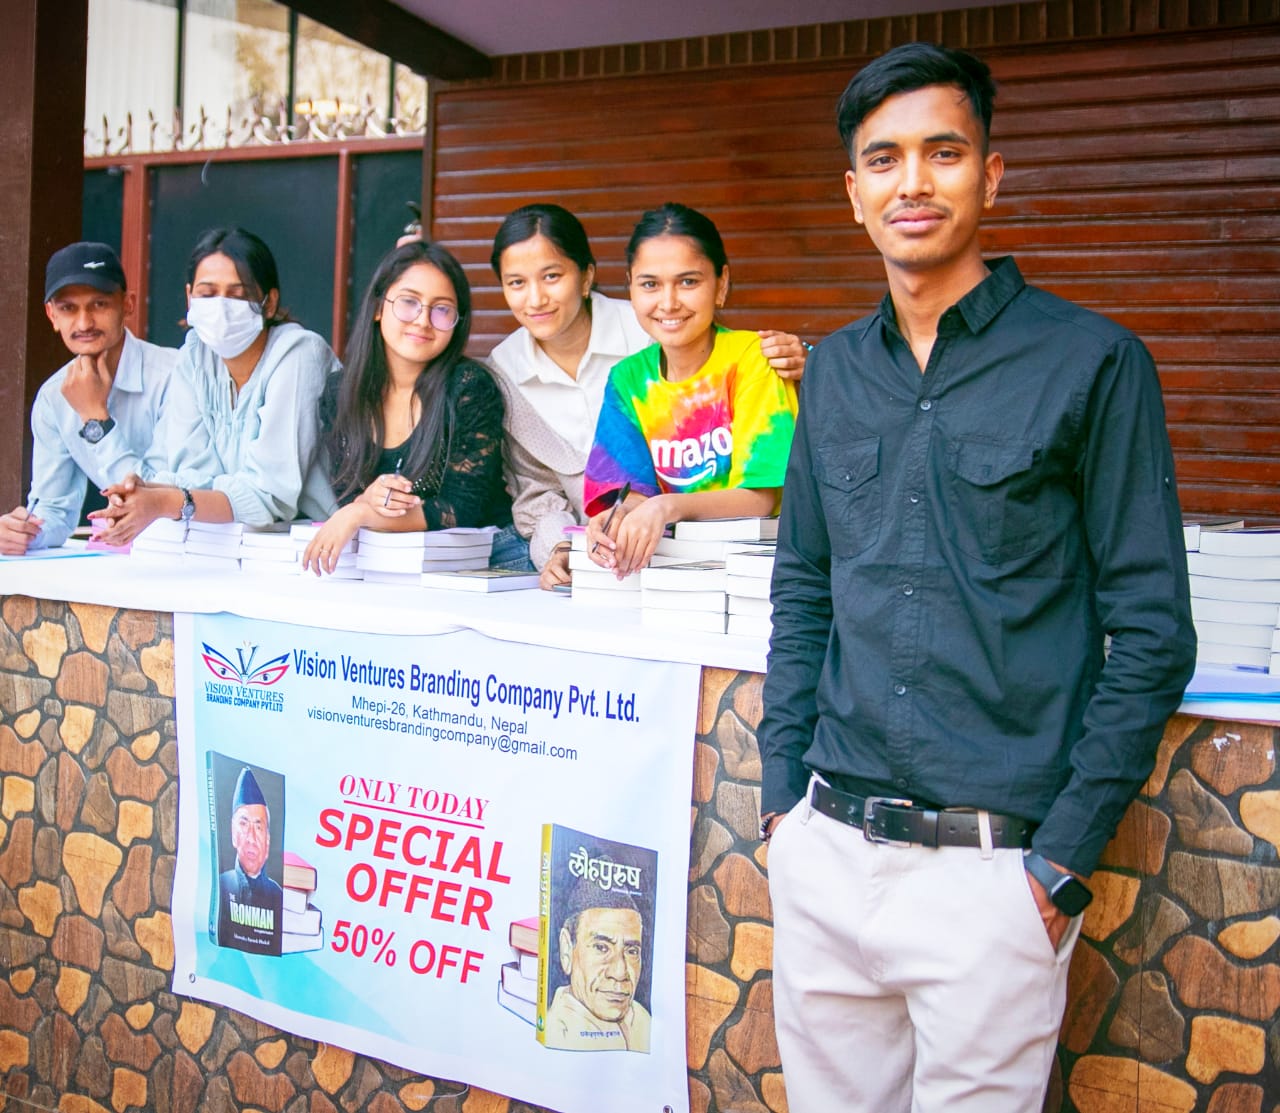 mazo
V
VISION VENTURES
BRANDING COMPANY PVT.LTD
Vision Ventures Branding Company Pvt. Ltd.
Mhepi-26, Kathmandu, Nepal
visionventuresbrandingcompany@gmail.com
ONLY TODAY
SPECIAL
OFFER
50% OFF
THE
IRONMAN
लौहपुरुष